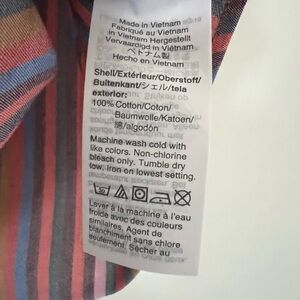 Made in Vietnam
Fabriqué au Vietnam
in Vietnam Hergestellt
Vervaardigd in Vietnam
ベトナム製
Hecho en Vietnam
Shell/Extérieur/Oberstoff/
Buitenkant/シェル/tela
exterior:
100% Cotton/Coton/
Baumwolle/Katoen/
綿/algodón
Machine wash cold with
like colors. Non-chlorine
bleach only. Tumble dry
low. Iron on lowest setting.
Laver à la machine à l'eau
froide avec des couleurs
similaires. Agent de
blanchiment sans chlore
seulement. Séchage